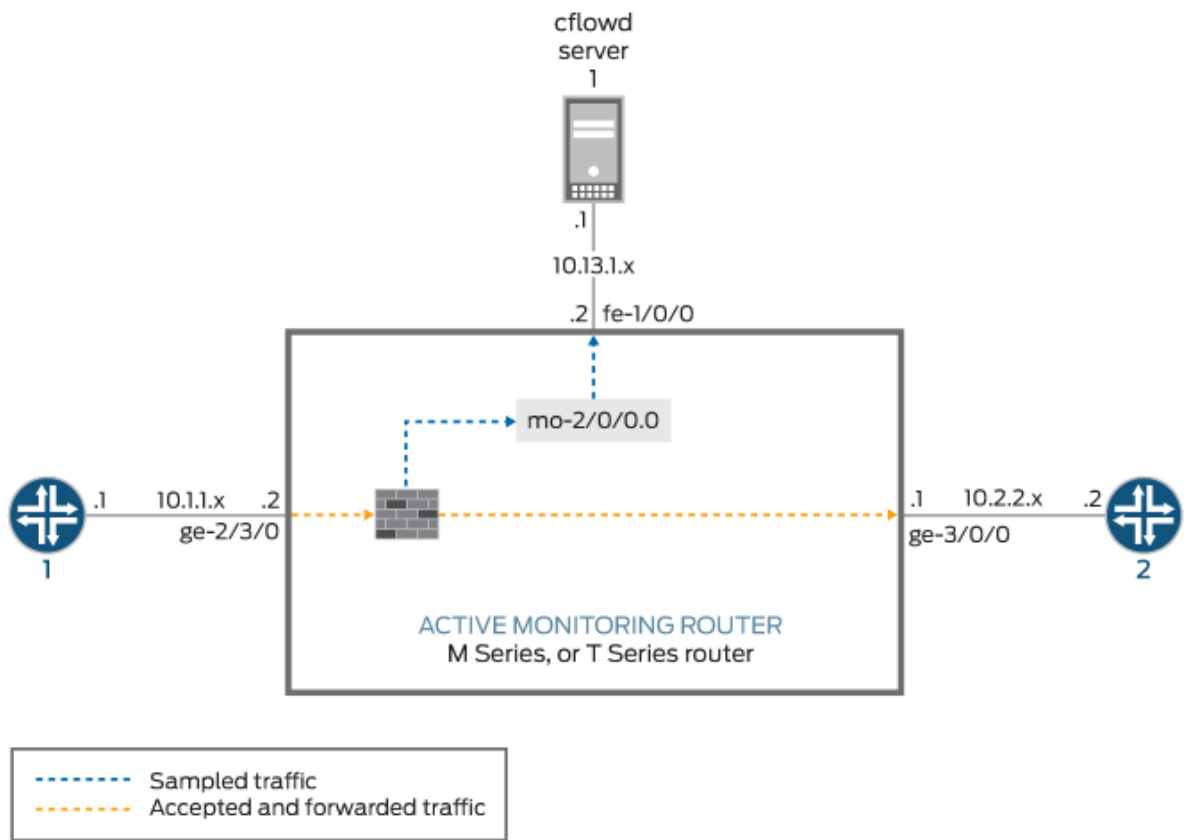 cflowd
server
1
.1
10.13.1.x
.2 fe-1/0/0
mo-2/0/0.0
.1 10.1.1.x .2
ge-2/3/0
1
.1 10.2.2.x .2
ge-3/0/0
2
ACTIVE MONITORING ROUTER
M Series, or T Series router
Sampled traffic
Accepted and forwarded traffic